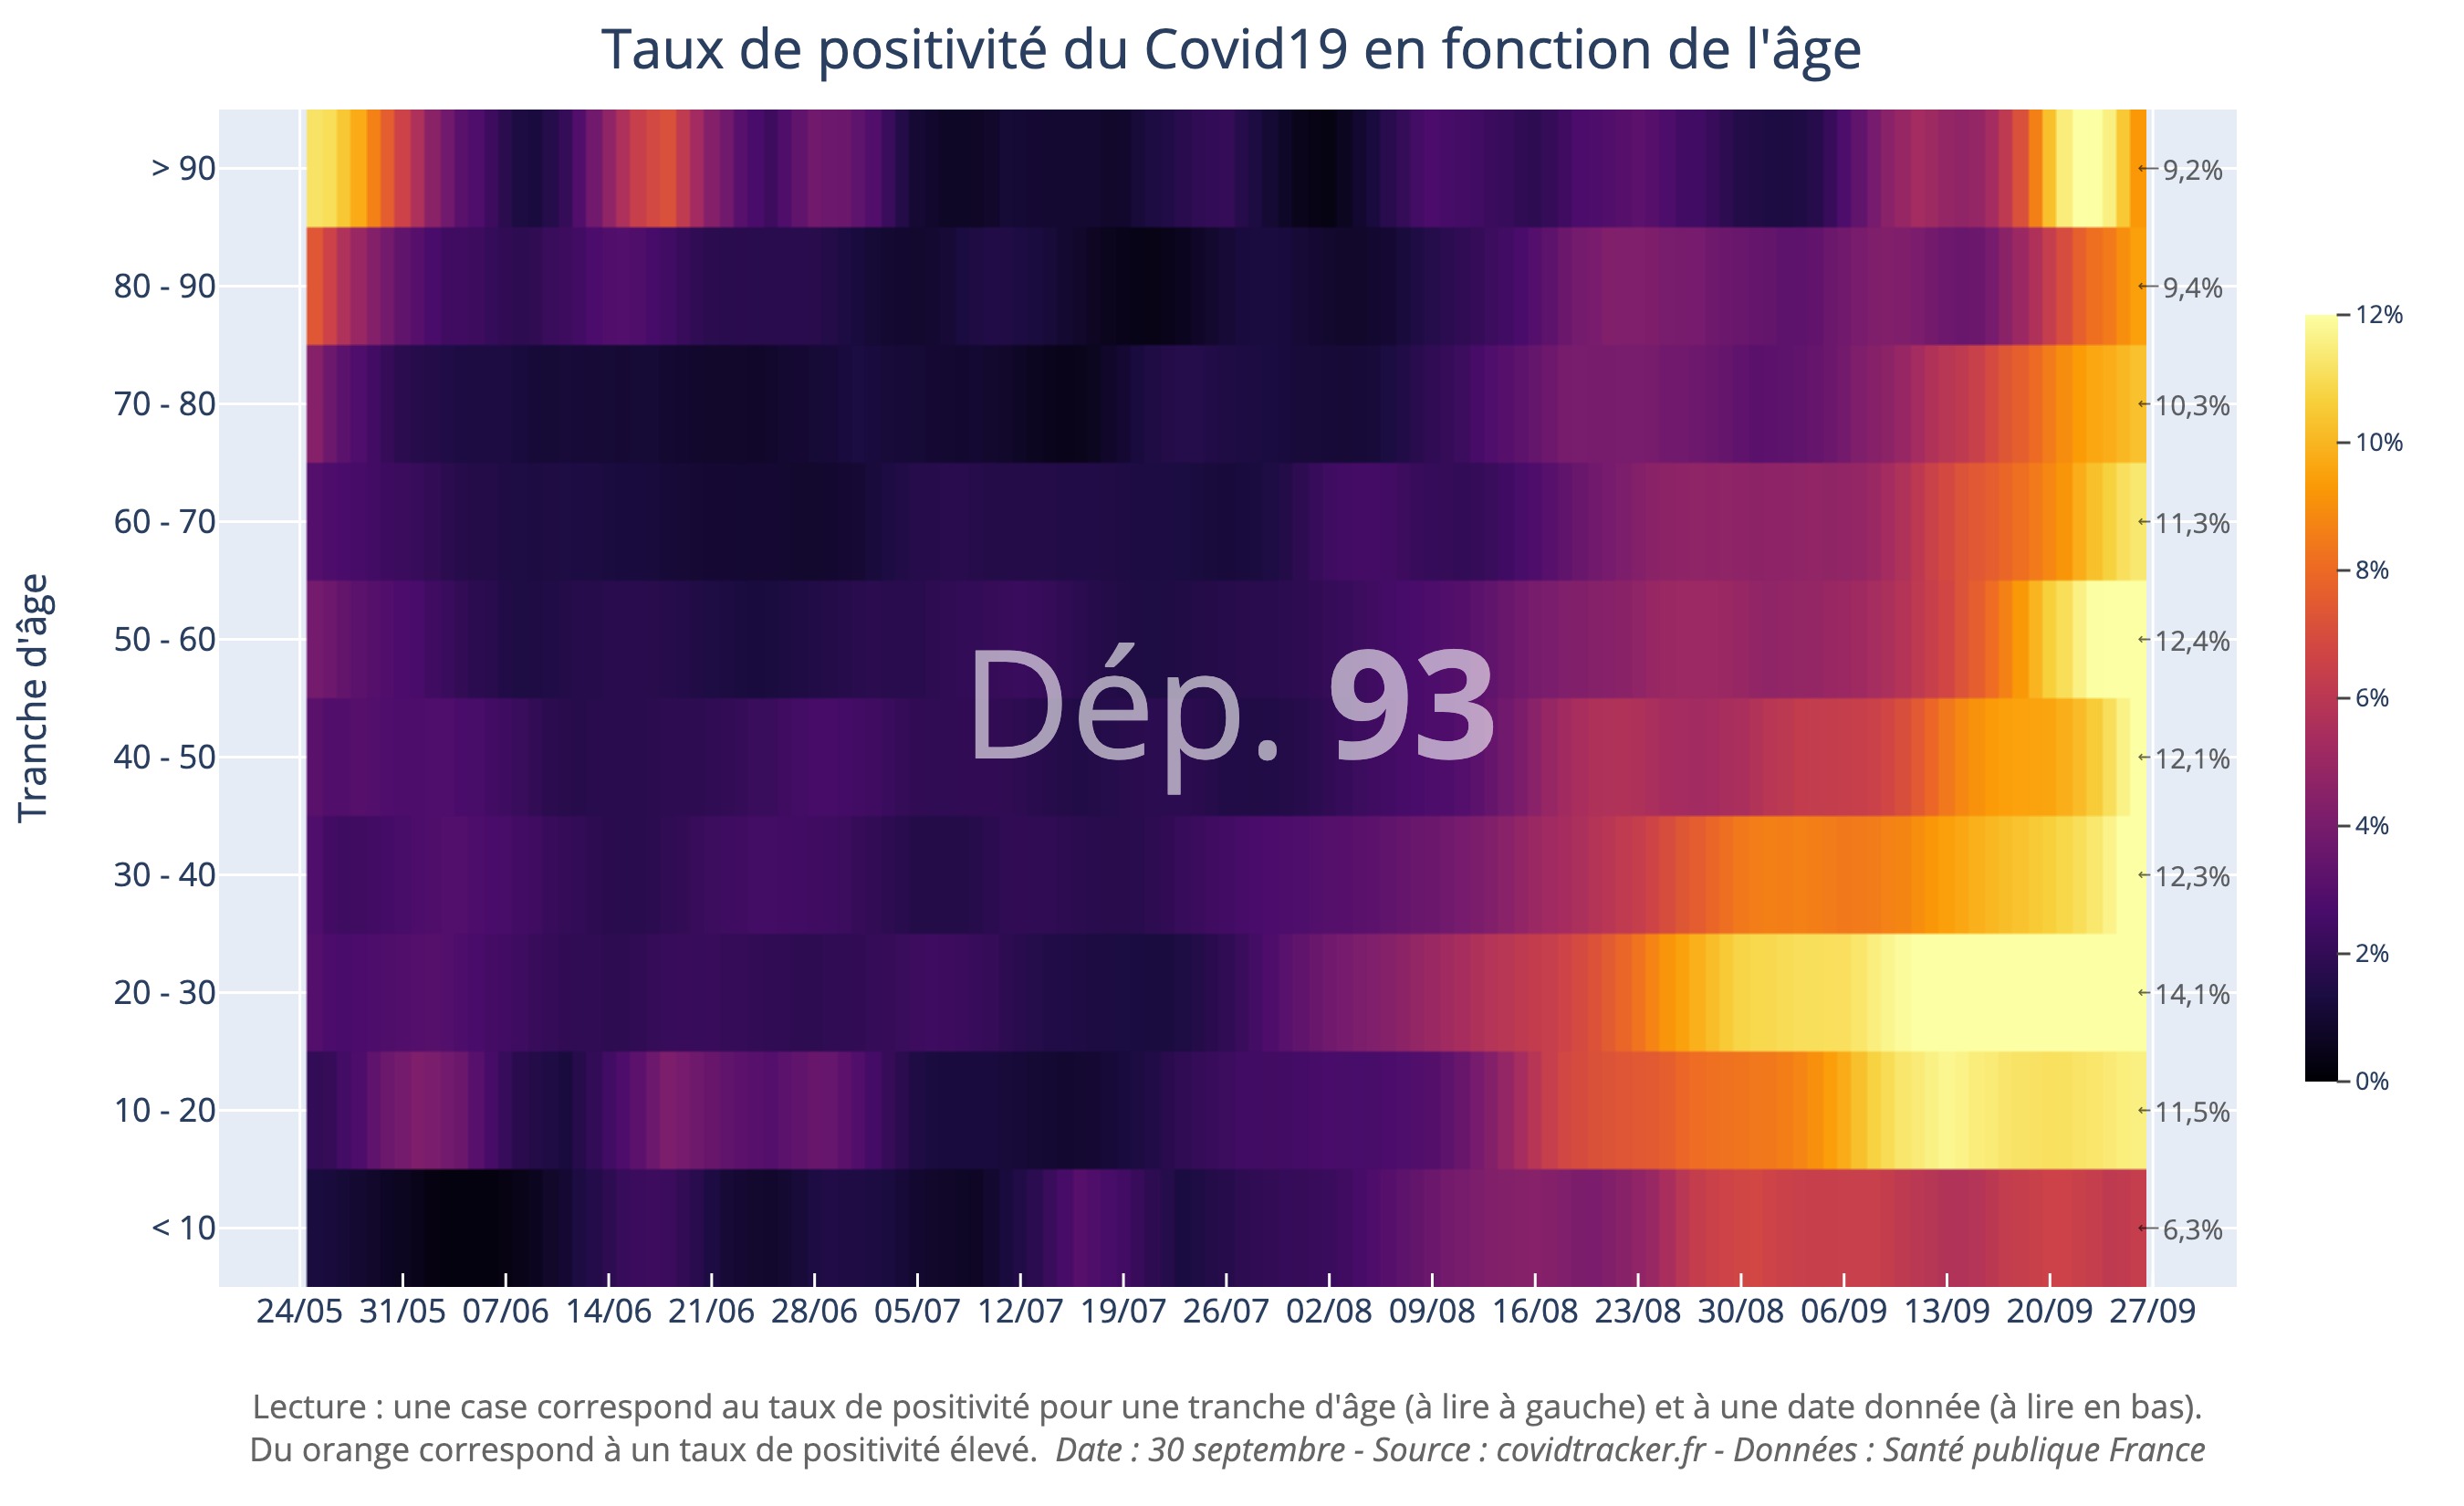 Taux de positivité du Covid19 en fonction de l'âge
Tranche d'âge
> 90
80 - 90
70 - 80
60 - 70
50 - 60
40 - 50
30 - 40
20 - 30
10 - 20
< 10
Dép. 93
←9,2%
←9,4%
←10,3%
←11,3%
←12,4%
←12,1%
←12,3%
←14,1%
←11,5%
←6,3%
12%
10%
8%
6%
4%
2%
0%
24/05 31/05 07/06 14/06 21/06 28/06 05/07 12/07 19/07 26/07 02/08 09/08 16/08 23/08 30/08 06/09 13/09 20/09 27/09
Lecture : une case correspond au taux de positivité pour une tranche d'âge (à lire à gauche) et à une date donnée (à lire en bas).
Du orange correspond à un taux de positivité élevé. Date : 30 septembre - Source : covidtracker.fr - Données : Santé publique France